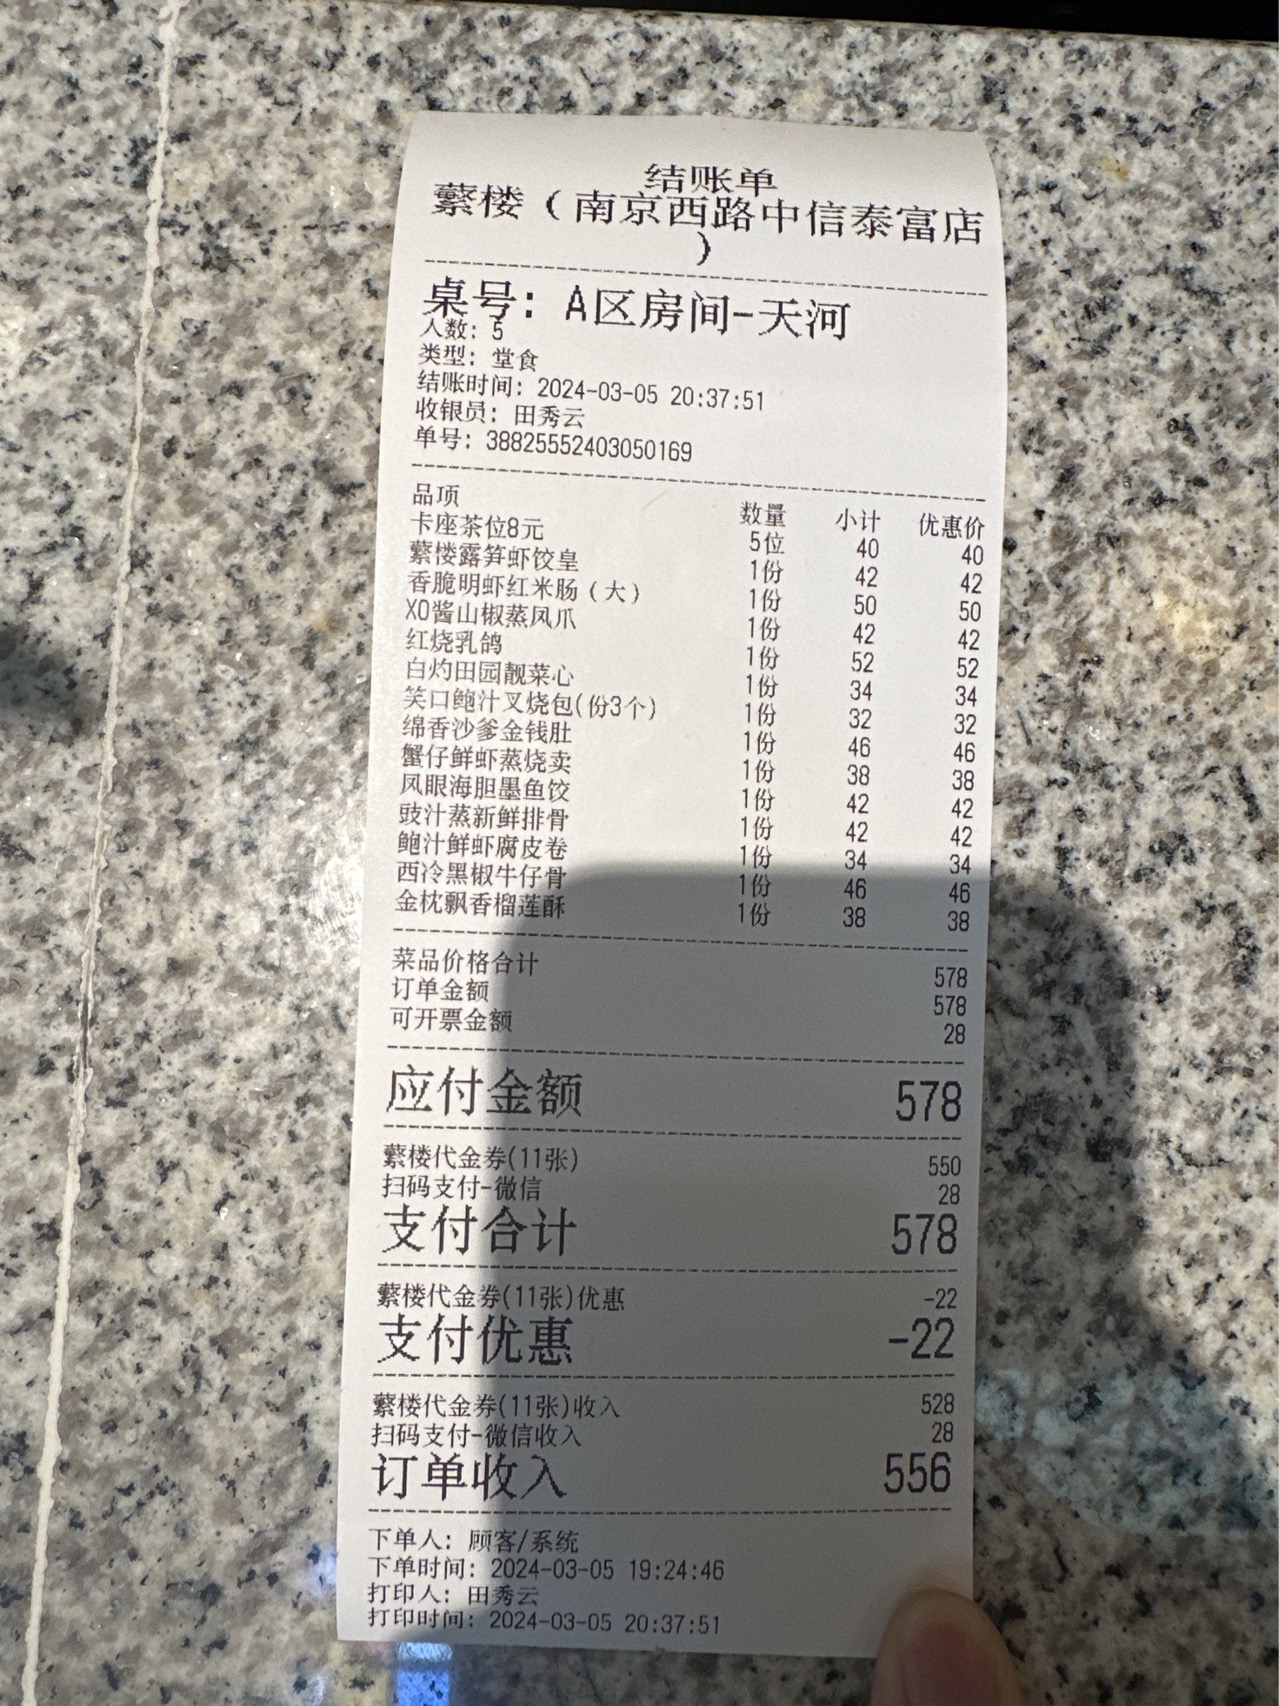 结账单
蘩楼（南京西路中信泰富店
）
桌号：A区房间-天河
人数：5
类型：堂食
结账时间：2024-03-05 20:37:51
收银员：田秀云
单号：38825552403050169
品项 数量 小计 优惠价
卡座茶位8元 5位 40 40
蘩楼露笋虾饺皇 1份 42 42
香脆明虾红米肠（大） 1份 50 50
XO酱山椒蒸凤爪 1份 42 42
红烧乳鸽 1份 52 52
白灼田园靓菜心 1份 34 34
笑口鲍汁叉烧包(份3个) 1份 32 32
绵香沙爹金钱肚 1份 46 46
蟹仔鲜虾蒸烧卖 1份 38 38
凤眼海胆墨鱼饺 1份 42 42
豉汁蒸新鲜排骨 1份 42 42
鲍汁鲜虾腐皮卷 1份 34 34
西冷黑椒牛仔骨 1份 46 46
金枕飘香榴莲酥 1份 38 38
菜品价格合计 578
订单金额 578
可开票金额 28
应付金额 578
蘩楼代金券(11张) 550
扫码支付-微信 28
支付合计 578
蘩楼代金券(11张)优惠 -22
支付优惠 -22
蘩楼代金券(11张)收入 528
扫码支付-微信收入 28
订单收入 556
下单人：顾客/系统
下单时间：2024-03-05 19:24:46
打印人：田秀云
打印时间：2024-03-05 20:37:51